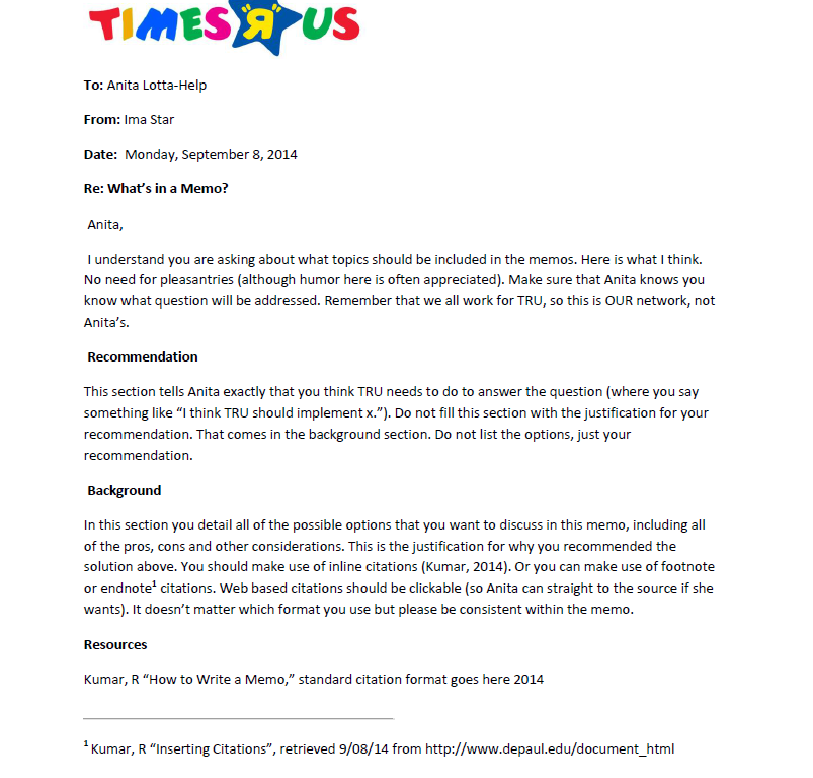 TIMES "R" US
To: Anita Lotta-Help
From: Ima Star
Date: Monday, September 8, 2014
Re: What's in a Memo?
Anita,
I understand you are asking about what topics should be included in the memos. Here is what I think.
No need for pleasantries (although humor here is often appreciated). Make sure that Anita knows you
know what question will be addressed. Remember that we all work for TRU, so this is OUR network, not
Anita's.
Recommendation
This section tells Anita exactly that you think TRU needs to do to answer the question (where you say
something like "I think TRU should implement x."). Do not fill this section with the justification for your
recommendation. That comes in the background section. Do not list the options, just your
recommendation.
Background
In this section you detail all of the possible options that you want to discuss in this memo, including all
of the pros, cons and other considerations. This is the justification for why you recommended the
solution above. You should make use of inline citations (Kumar, 2014). Or you can make use of footnote
or endnote¹ citations. Web based citations should be clickable (so Anita can straight to the source if she
wants). It doesn't matter which format you use but please be consistent within the memo.
Resources
Kumar, R "How to Write a Memo," standard citation format goes here 2014
¹ Kumar, R "Inserting Citations", retrieved 9/08/14 from http://www.depaul.edu/document_html